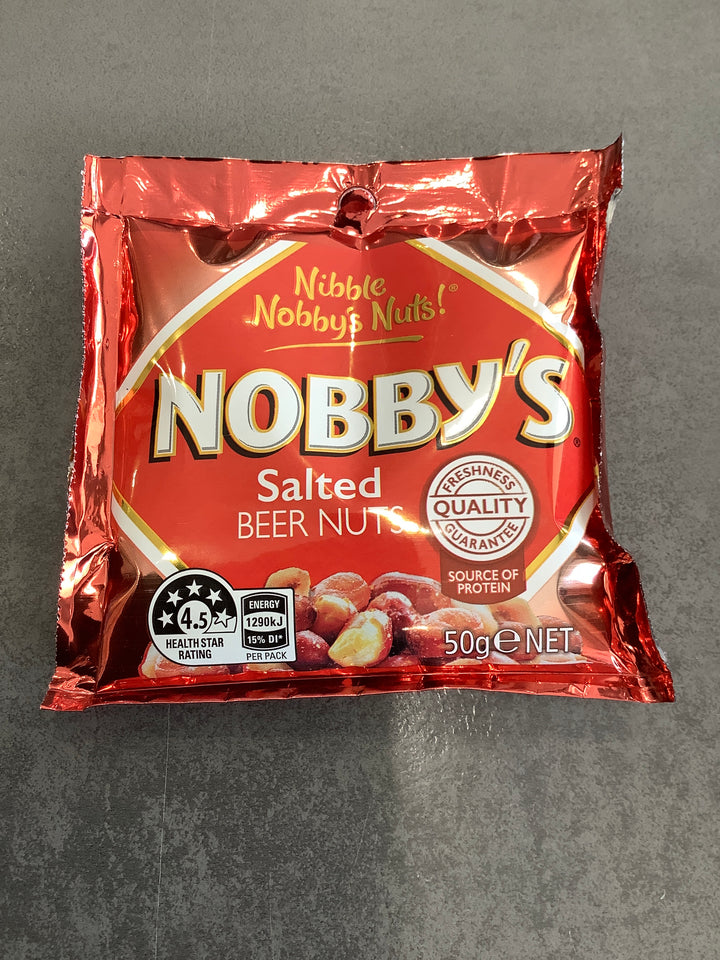 Nibble
Nobby's Nuts!®
NOBBY'S®
Salted
BEER NUTS
FRESHNESS
QUALITY
GUARANTEE
SOURCE OF
PROTEIN
4.5
HEALTH STAR
RATING
ENERGY
1290kJ
15% DI*
PER PACK
50g℮ NET